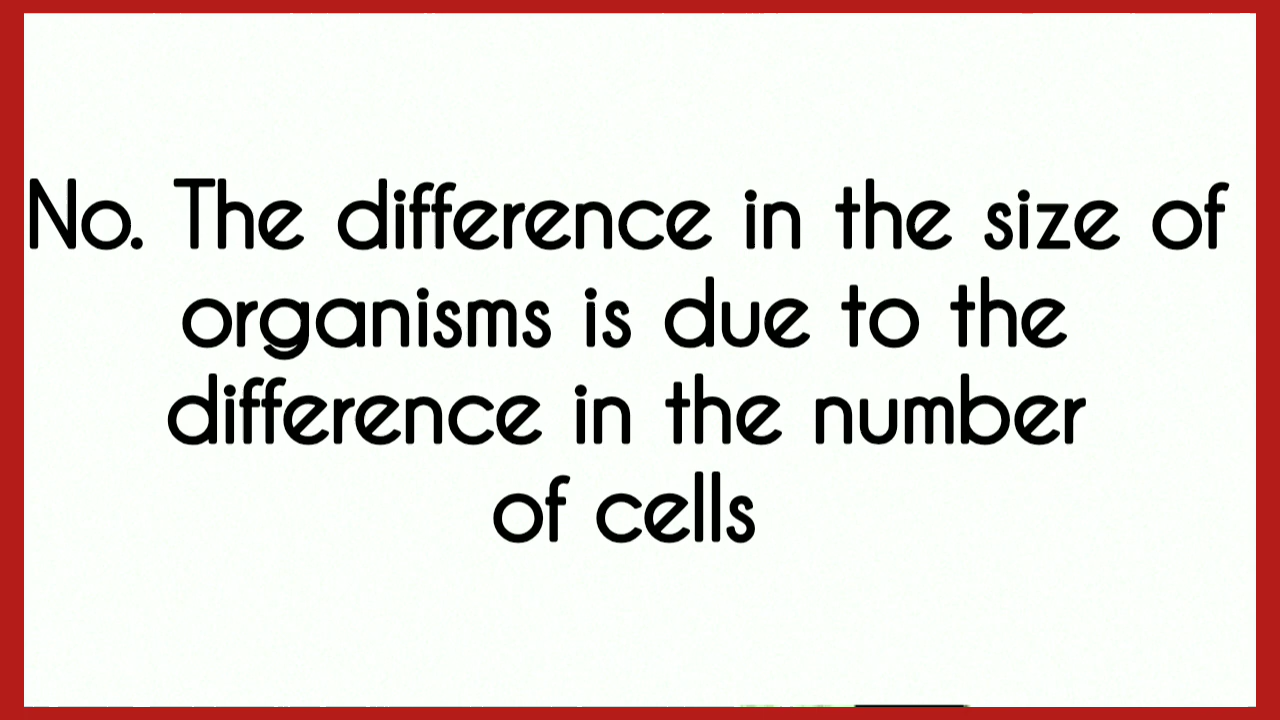 No. The difference in the size of
organisms is due to the
difference in the number
of cells